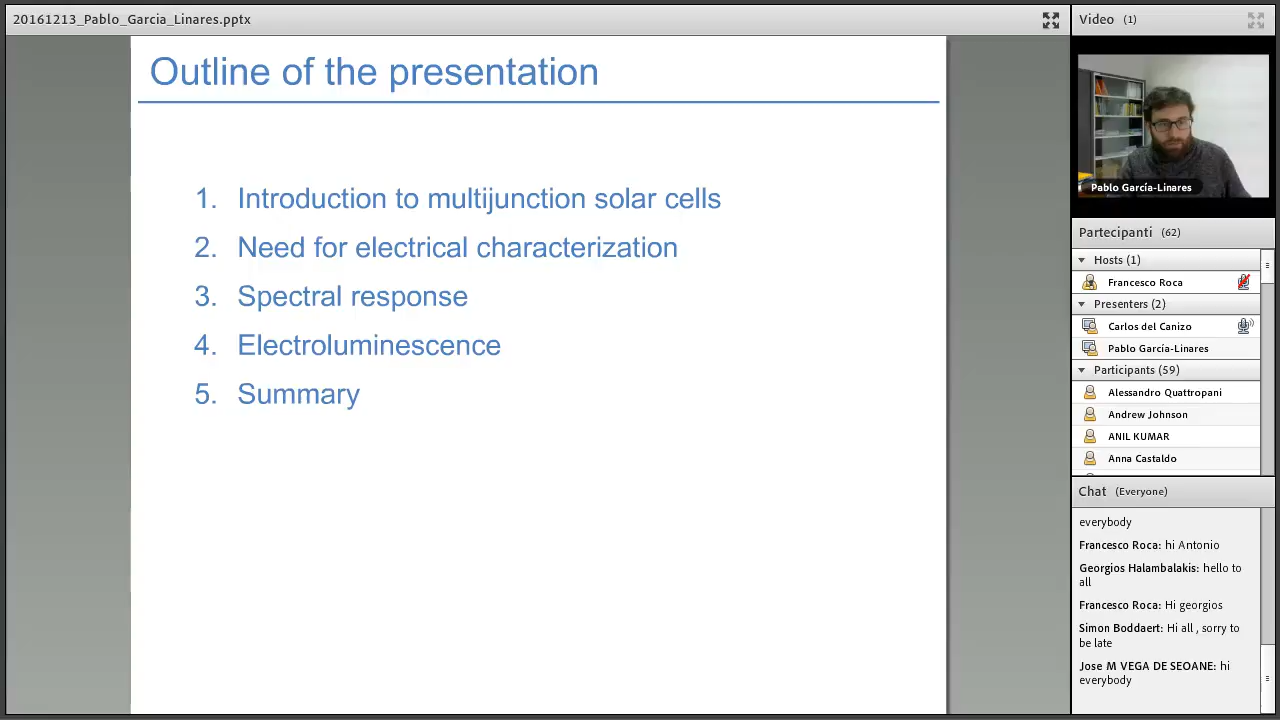 20161213_Pablo_Garcia_Linares.pptx
Outline of the presentation
1. Introduction to multijunction solar cells
2. Need for electrical characterization
3. Spectral response
4. Electroluminescence
5. Summary
Video (1)
Pablo García-Linares
Partecipanti (62)
Hosts (1)
Francesco Roca
Presenters (2)
Carlos del Canizo
Pablo García-Linares
Participants (59)
Alessandro Quattropani
Andrew Johnson
ANIL KUMAR
Anna Castaldo
Chat (Everyone)
everybody
Francesco Roca: hi Antonio
Georgios Halambalakis: hello to
all
Francesco Roca: Hi georgios
Simon Boddaert: Hi all , sorry to
be late
Jose M VEGA DE SEOANE: hi
everybody